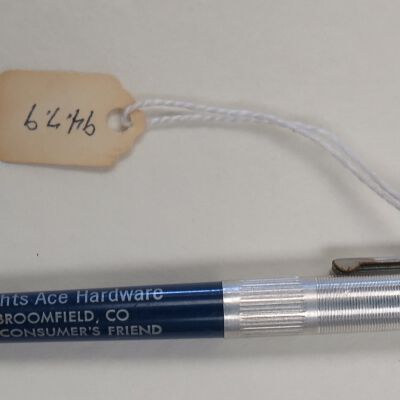 94.7.9
hts Ace Hardware
BROOMFIELD, CO
CONSUMER'S FRIEND